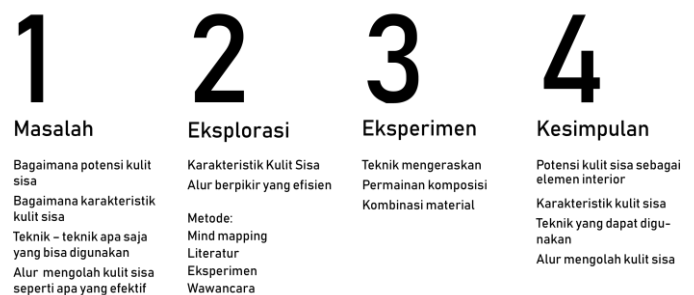 1
Masalah
Bagaimana potensi kulit
sisa
Bagaimana karakteristik
kulit sisa
Teknik – teknik apa saja
yang bisa digunakan
Alur mengolah kulit sisa
seperti apa yang efektif
2
Eksplorasi
Karakteristik Kulit Sisa
Alur berpikir yang efisien
Metode:
Mind mapping
Literatur
Eksperimen
Wawancara
3
Eksperimen
Teknik mengeraskan
Permainan komposisi
Kombinasi material
4
Kesimpulan
Potensi kulit sisa sebagai
elemen interior
Karakteristik kulit sisa
Teknik yang dapat digu-
nakan
Alur mengolah kulit sisa